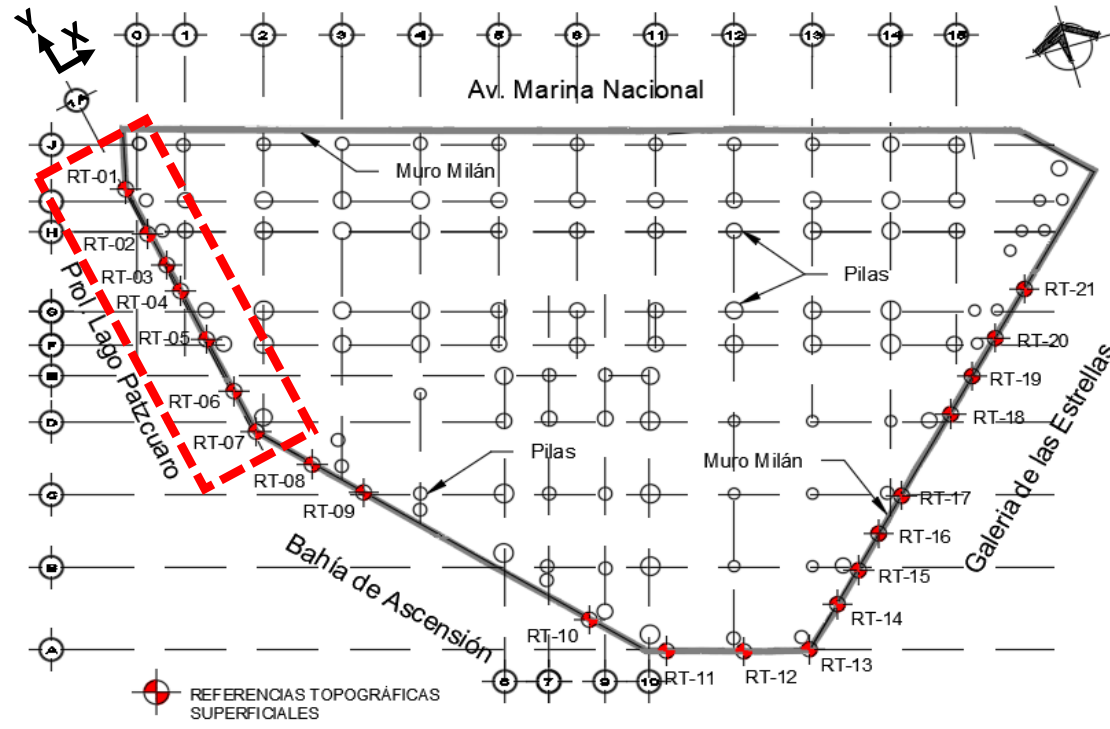 Y
X
0
1
2
3
4
5
8
11
12
13
14
15
1A
Av. Marina Nacional
J
Muro Milán
RT-01
H
RT-02
RT-03
Pilas
RT-04
RT-21
G
RT-05
RT-20
F
E
RT-19
RT-06
D
RT-18
RT-07
Prol. Lago Patzcuaro
Pilas
Muro Milán
RT-08
RT-17
RT-09
Galeria de las Estrellas
RT-16
Bahía de Ascensión
B
RT-15
RT-14
RT-10
A
RT-13
RT-11
RT-12
6
7
9
10
REFERENCIAS TOPOGRÁFICAS
SUPERFICIALES